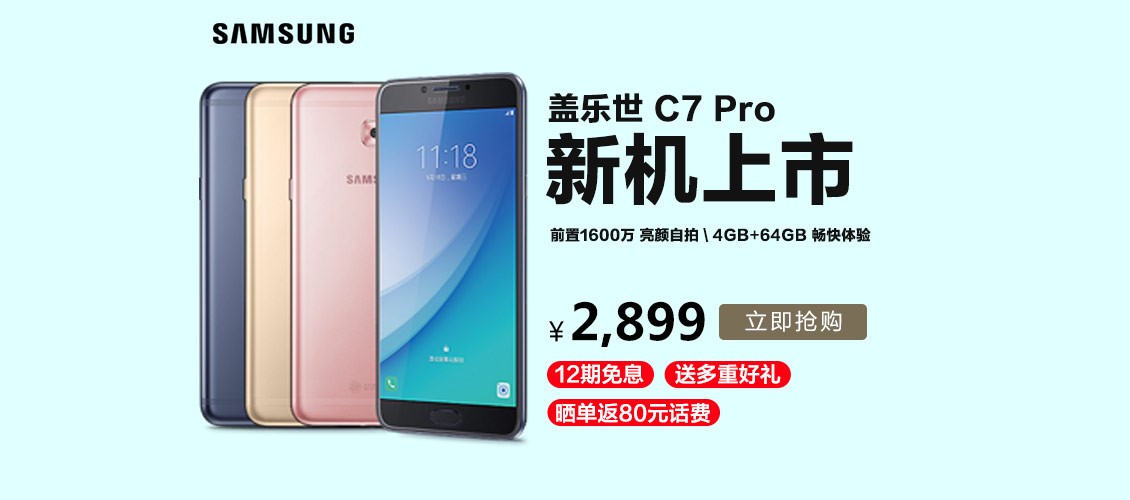 SAMSUNG
盖乐世 C7 Pro
新机上市
前置1600万 亮颜自拍 \ 4GB+64GB 畅快体验
¥ 2,899 立即抢购
12期免息 送多重好礼
晒单返80元话费
SAMSUNG
11:18
SAMS